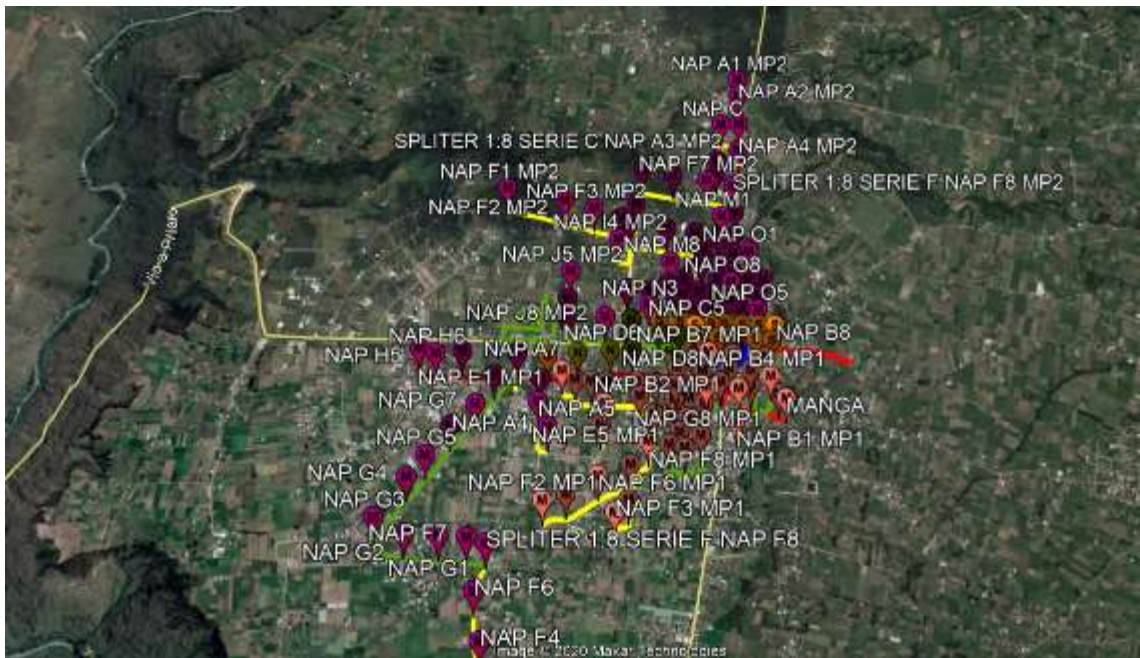 NAP A1 MP2
NAP A2 MP2
NAP C
SPLITER 1:8 SERIE C NAP A3 MP2
NAP A4 MP2
NAP F7 MP2
NAP F1 MP2
SPLITER 1:8 SERIE F NAP F8 MP2
NAP F3 MP2
NAP M1
NAP F2 MP2
NAP I4 MP2
NAP O1
NAP M8
NAP J5 MP2
NAP O8
NAP N3
NAP O5
NAP C5
NAP J8 MP2
NAP D6
NAP B7 MP1
NAP B8
NAP H6
NAP H5
NAP A7
NAP D8
NAP B4 MP1
NAP E1 MP1
NAP B2 MP1
NAP G7
NAP A5
MANGA
NAP A1
NAP G8 MP1
NAP E5 MP1
NAP B1 MP1
NAP G5
NAP F8 MP1
NAP G4
NAP F2 MP1
NAP F6 MP1
NAP G3
NAP F3 MP1
NAP F7
SPLITER 1:8 SERIE F NAP F8
NAP G2
NAP G1
NAP F6
NAP F4
Image © 2020 Maxar Technologies